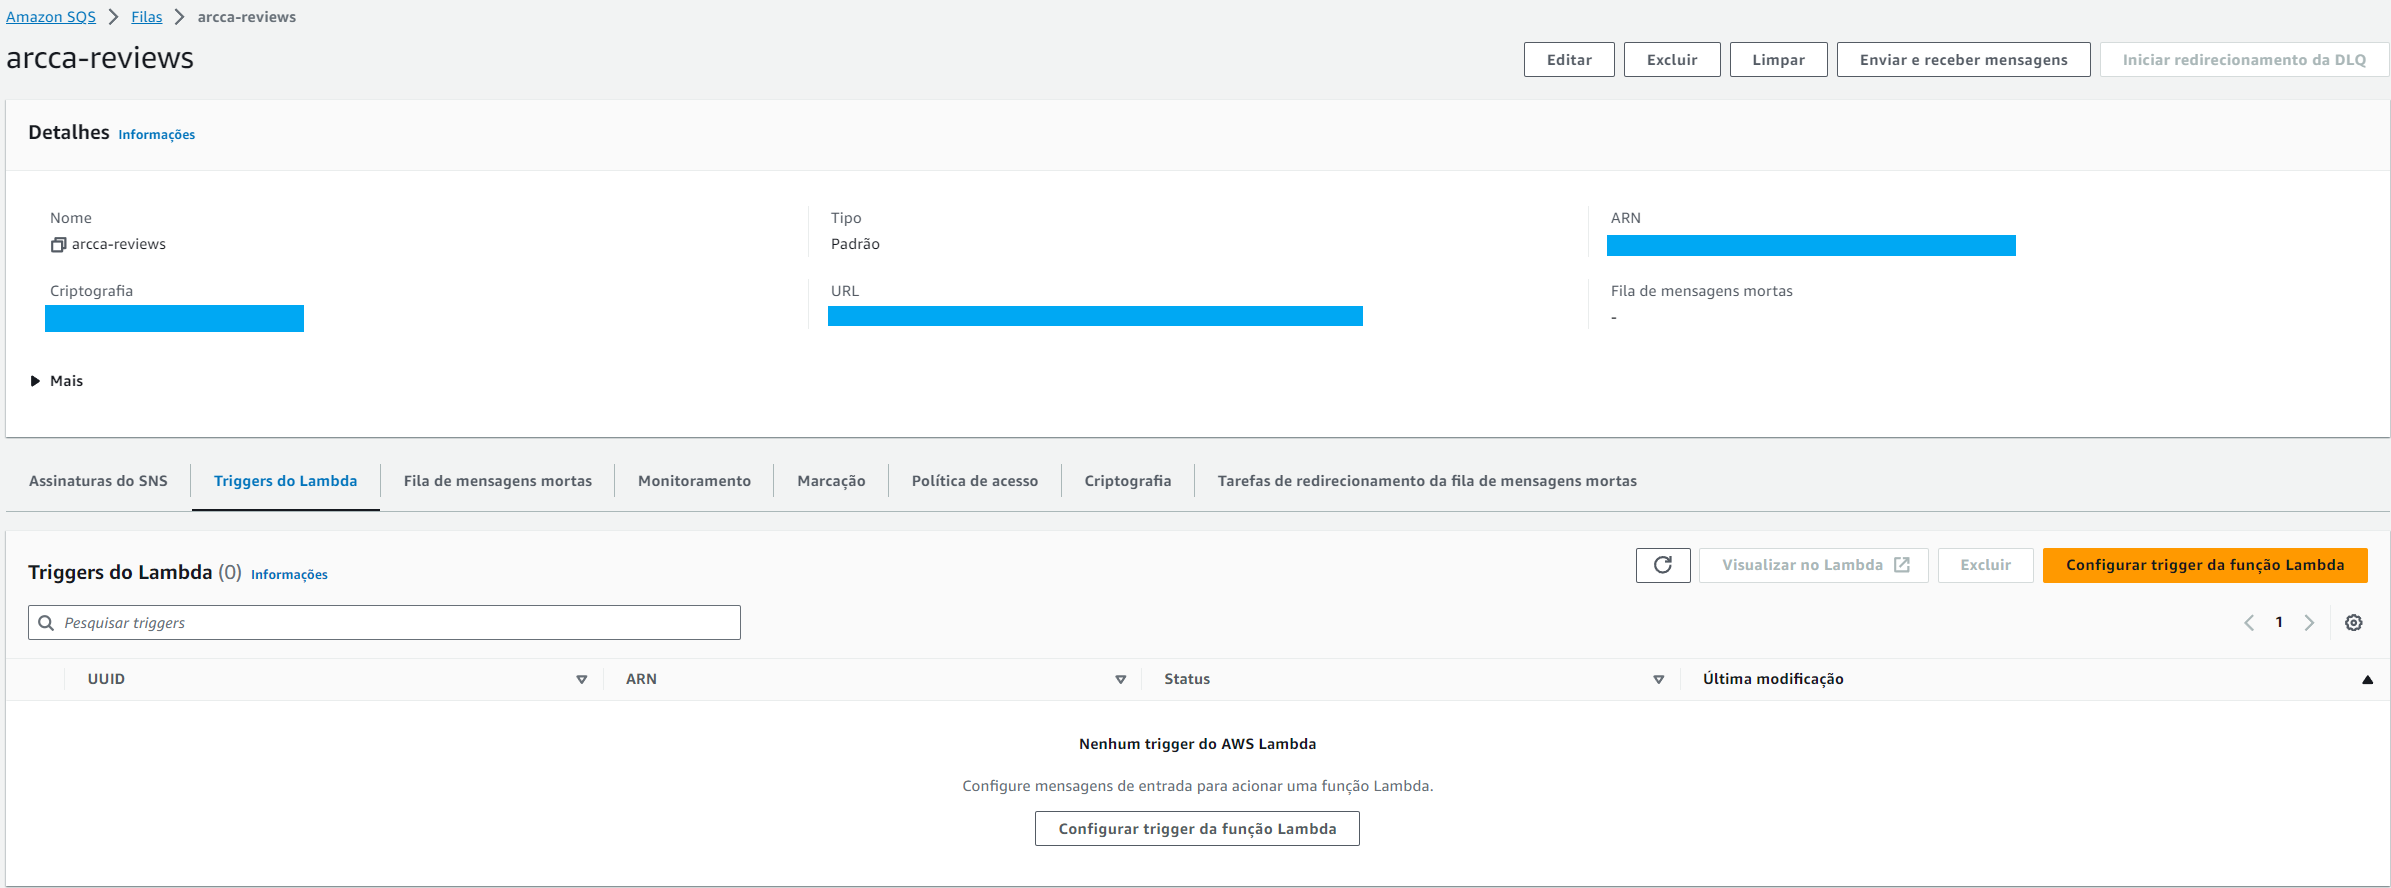 Amazon SQS > Filas > arcca-reviews
arcca-reviews
Editar Excluir Limpar Enviar e receber mensagens Iniciar redirecionamento da DLQ
Detalhes Informações
Nome Tipo ARN
arcca-reviews Padrão
Criptografia URL Fila de mensagens mortas
-
Mais
Assinaturas do SNS Triggers do Lambda Fila de mensagens mortas Monitoramento Marcação Política de acesso Criptografia Tarefas de redirecionamento da fila de mensagens mortas
Triggers do Lambda (0) Informações Visualizar no Lambda Excluir Configurar trigger da função Lambda
Pesquisar triggers 1
UUID ARN Status Última modificação
Nenhum trigger do AWS Lambda
Configure mensagens de entrada para acionar uma função Lambda.
Configurar trigger da função Lambda